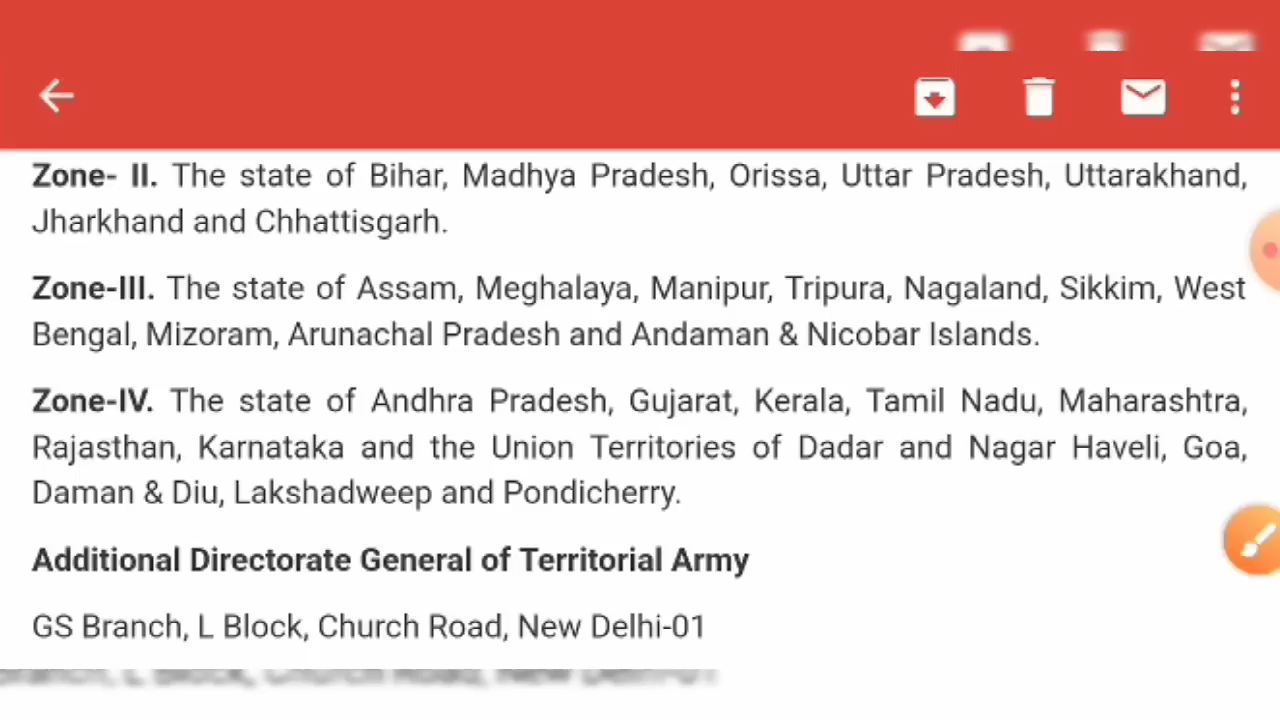 Zone- II. The state of Bihar, Madhya Pradesh, Orissa, Uttar Pradesh, Uttarakhand,
Jharkhand and Chhattisgarh.
Zone-III. The state of Assam, Meghalaya, Manipur, Tripura, Nagaland, Sikkim, West
Bengal, Mizoram, Arunachal Pradesh and Andaman & Nicobar Islands.
Zone-IV. The state of Andhra Pradesh, Gujarat, Kerala, Tamil Nadu, Maharashtra,
Rajasthan, Karnataka and the Union Territories of Dadar and Nagar Haveli, Goa,
Daman & Diu, Lakshadweep and Pondicherry.
Additional Directorate General of Territorial Army
GS Branch, L Block, Church Road, New Delhi-01